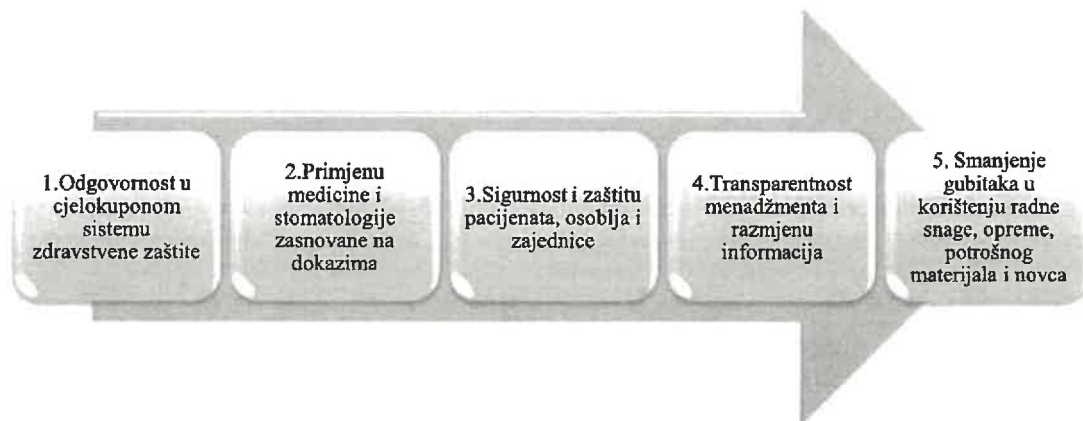 1.Odgovornost u
cjelokuponom
sistemu
zdravstvene zaštite
2.Primjenu
medicine i
stomatologije
zasnovane na
dokazima
3.Sigurnost i zaštitu
pacijenata, osoblja i
zajednice
4.Transparentnost
menadžmenta i
razmjenu
informacija
5. Smanjenje
gubitaka u
korištenju radne
snage, opreme,
potrošnog
materijala i novca